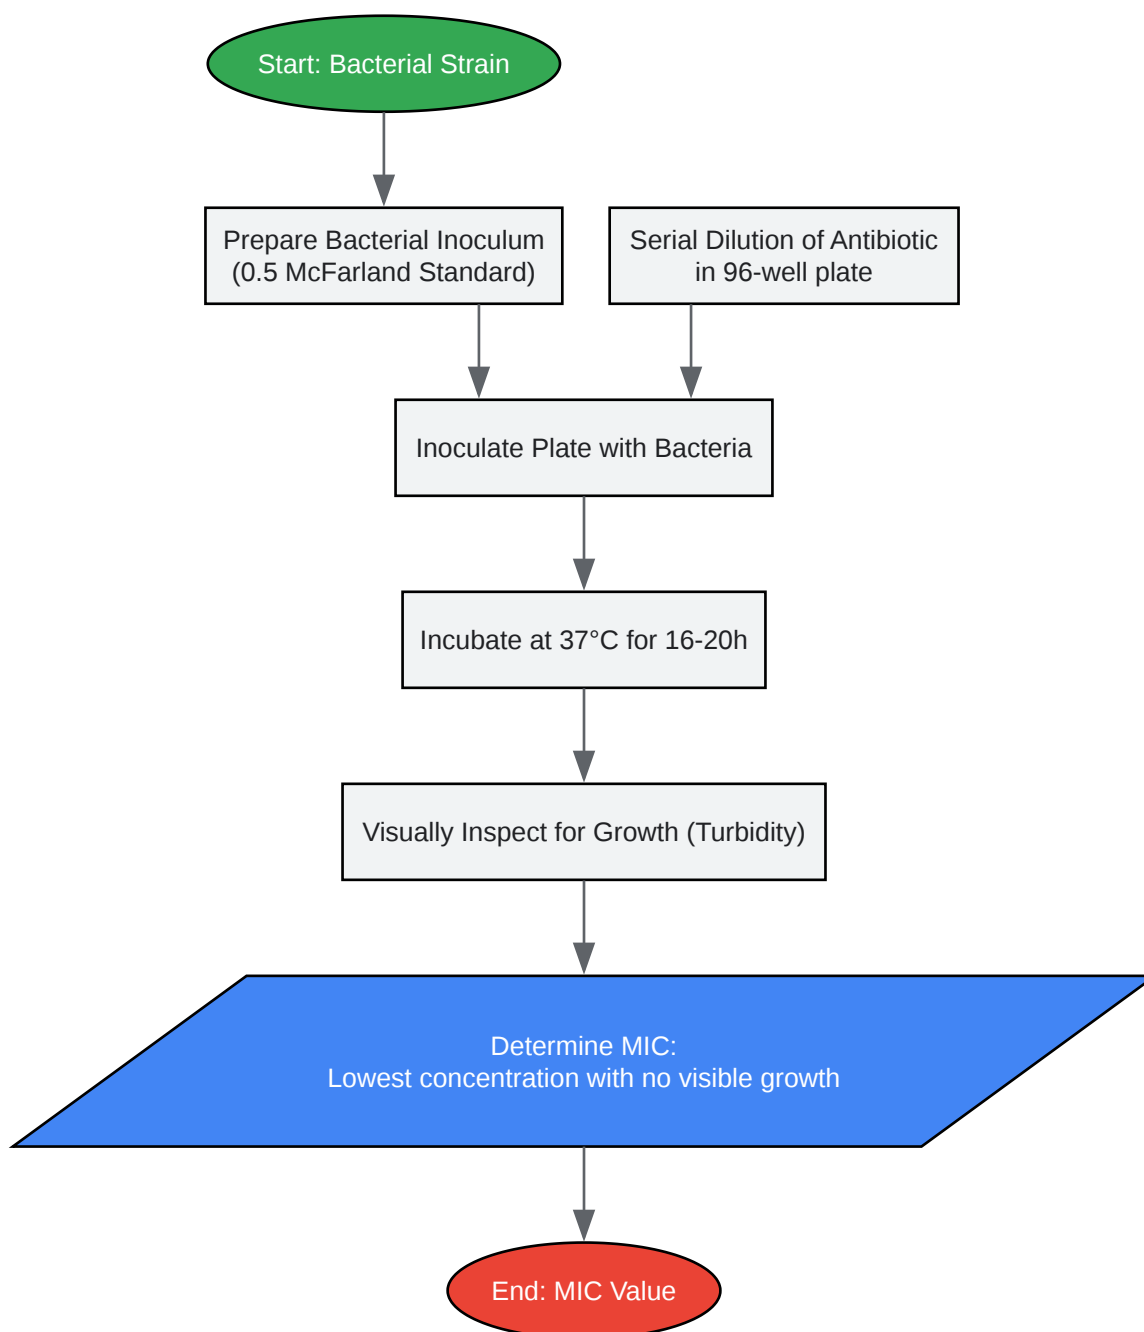 Start: Bacterial Strain
Prepare Bacterial Inoculum
(0.5 McFarland Standard)
Serial Dilution of Antibiotic
in 96-well plate
Inoculate Plate with Bacteria
Incubate at 37°C for 16-20h
Visually Inspect for Growth (Turbidity)
Determine MIC:
Lowest concentration with no visible growth
End: MIC Value